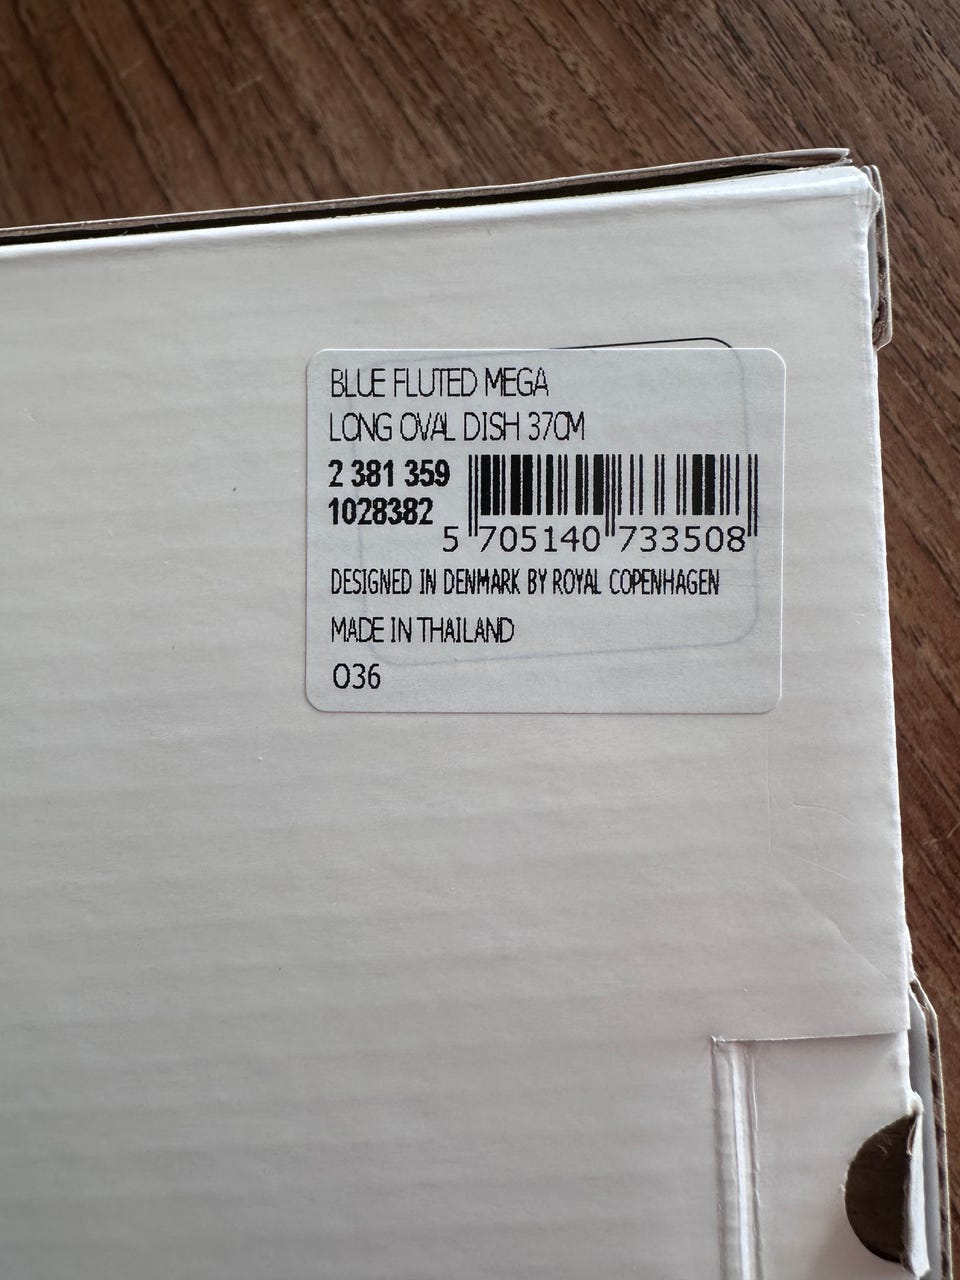 BLUE FLUTED MEGA
LONG OVAL DISH 37CM
2 381 359
1028382
5 705140 733508
DESIGNED IN DENMARK BY ROYAL COPENHAGEN
MADE IN THAILAND
036